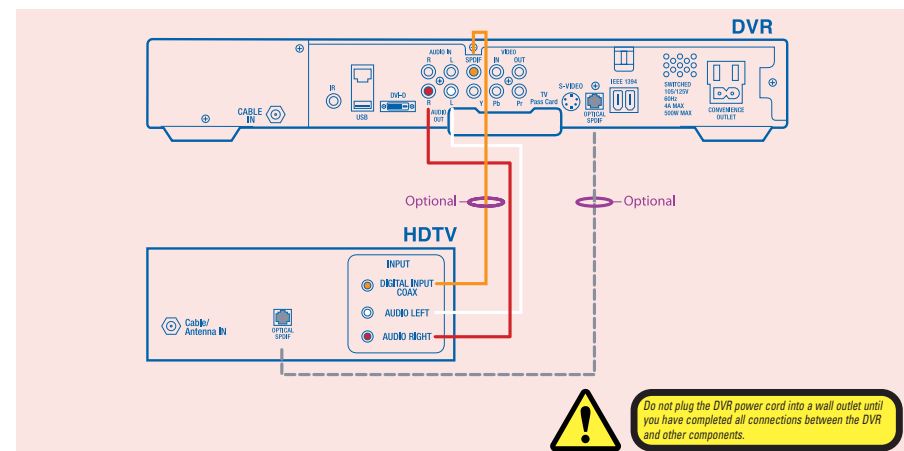 DVR
AUDIO IN
R L SPDIF
VIDEO
IN OUT
IR
USB
DVI-D
CABLE
IN
R L Y Pb Pr
AUDIO
OUT
TV
Pass Card
S-VIDEO
OPTICAL
SPDIF
IEEE 1394
SWITCHED
105/125V
60Hz
4A MAX
500W MAX
CONVENIENCE
OUTLET
Optional
Optional
HDTV
INPUT
DIGITAL INPUT
COAX
AUDIO LEFT
AUDIO RIGHT
Cable/
Antenna IN
OPTICAL
SPDIF
!
Do not plug the DVR power cord into a wall outlet until
you have completed all connections between the DVR
and other components.